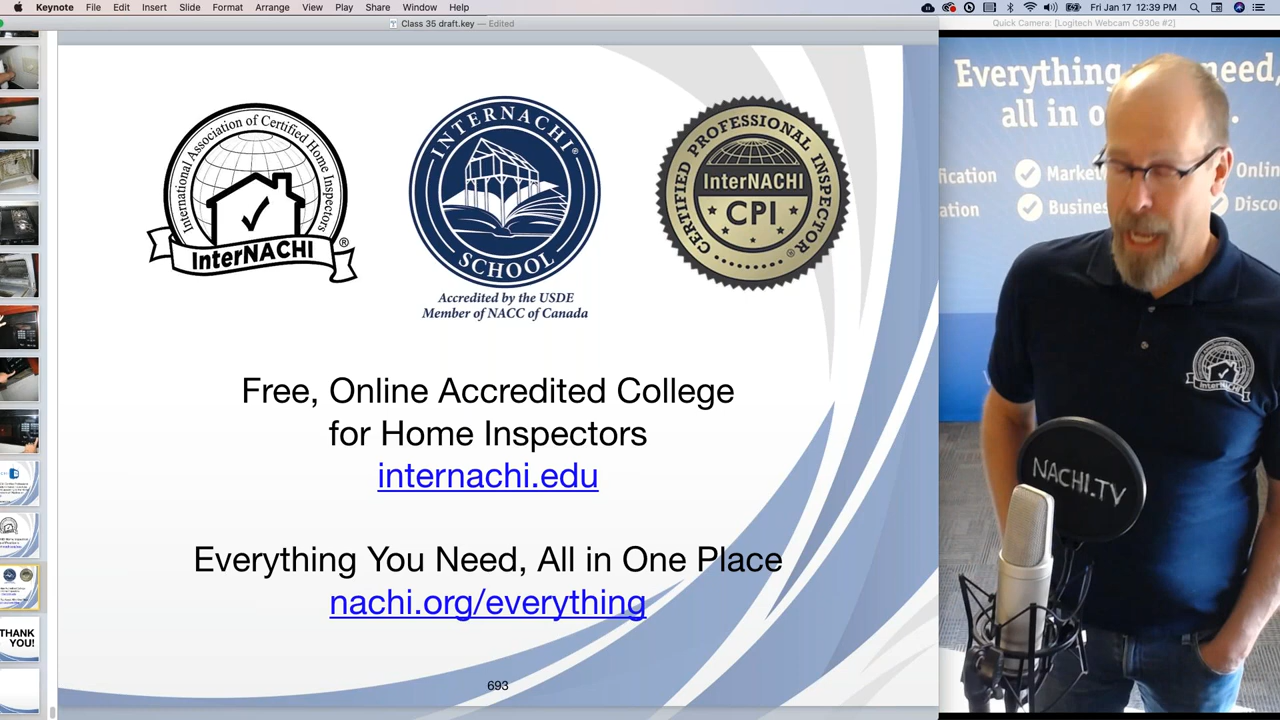 Keynote File Edit Insert Slide Format Arrange View Play Share Window Help Fri Jan 17 12:39 PM
Class 35 draft.key — Edited
Quick Camera: [Logitech Webcam C930e #2]
International Association of Certified Home Inspectors
InterNACHI®
INTERNACHI®
SCHOOL
Accredited by the USDE
Member of NACC of Canada
CERTIFIED PROFESSIONAL INSPECTOR®
InterNACHI
CPI
Free, Online Accredited College
for Home Inspectors
internachi.edu
Everything You Need, All in One Place
nachi.org/everything
693
THANK
YOU!
Everything need,
all in
fication Marke Online
ation Busines Disco
InterNACHI
NACHI.TV